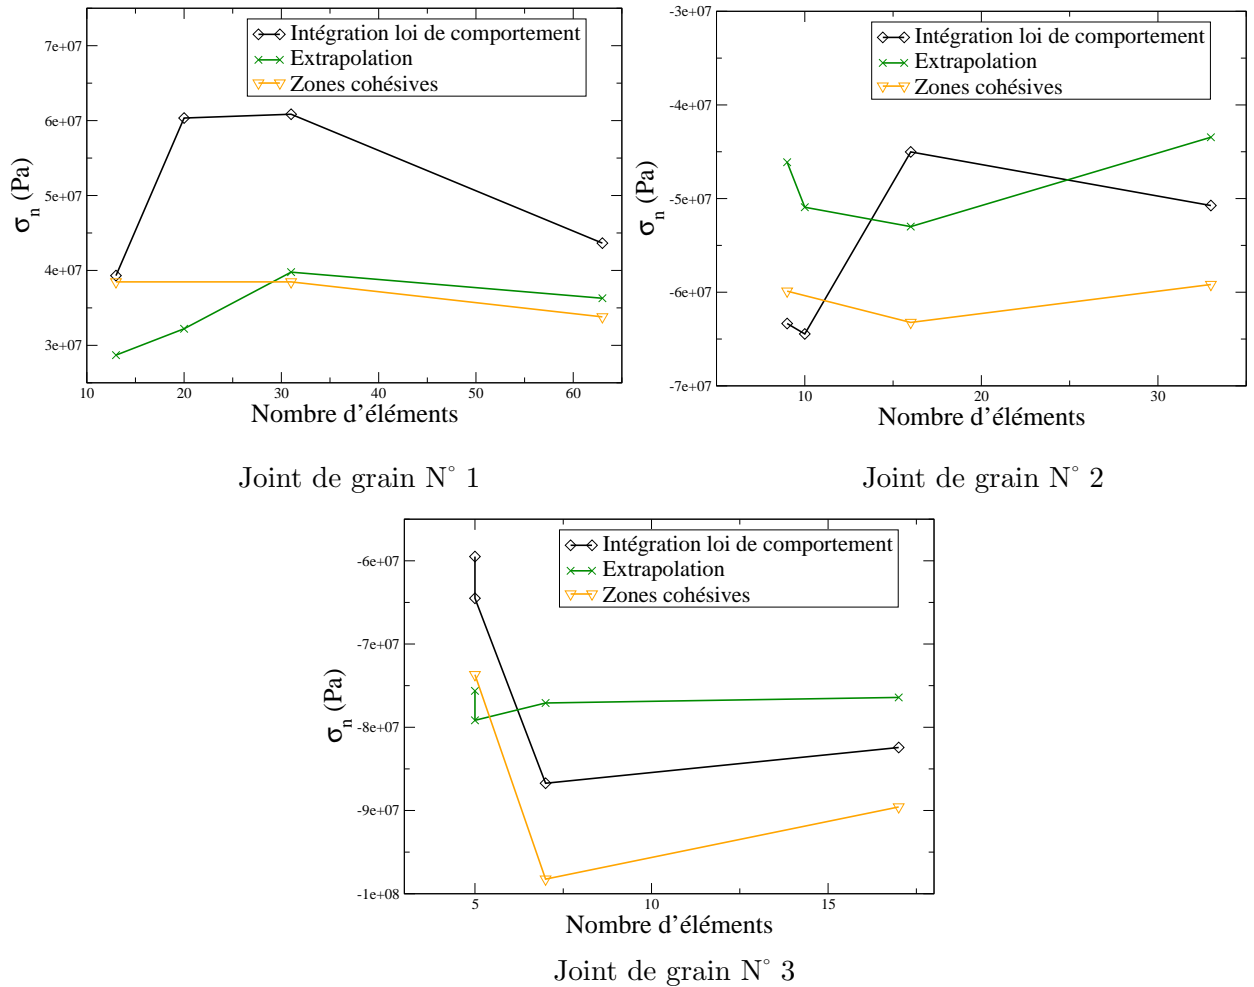 Intégration loi de comportement
Extrapolation
Zones cohésives
7e+07
6e+07
5e+07
4e+07
3e+07
σn (Pa)
10 20 30 40 50 60
Nombre d'éléments
Joint de grain N° 1
Intégration loi de comportement
Extrapolation
Zones cohésives
-3e+07
-4e+07
-5e+07
-6e+07
-7e+07
σn (Pa)
10 20 30
Nombre d'éléments
Joint de grain N° 2
Intégration loi de comportement
Extrapolation
Zones cohésives
-6e+07
-7e+07
-8e+07
-9e+07
-1e+08
σn (Pa)
5 10 15
Nombre d'éléments
Joint de grain N° 3